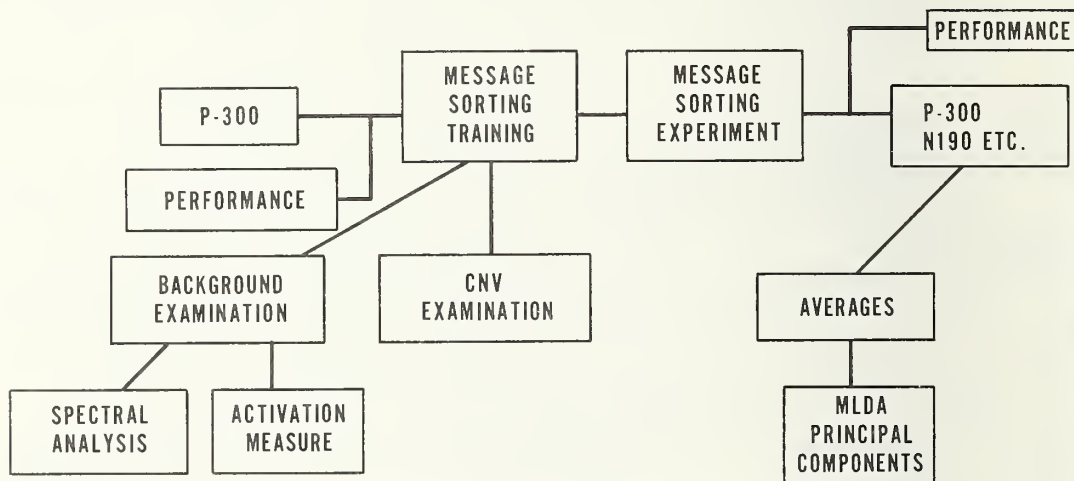 PERFORMANCE
MESSAGE
SORTING
TRAINING
MESSAGE
SORTING
EXPERIMENT
P-300
P-300
N190 ETC.
PERFORMANCE
BACKGROUND
EXAMINATION
CNV
EXAMINATION
AVERAGES
SPECTRAL
ANALYSIS
ACTIVATION
MEASURE
MLDA
PRINCIPAL
COMPONENTS